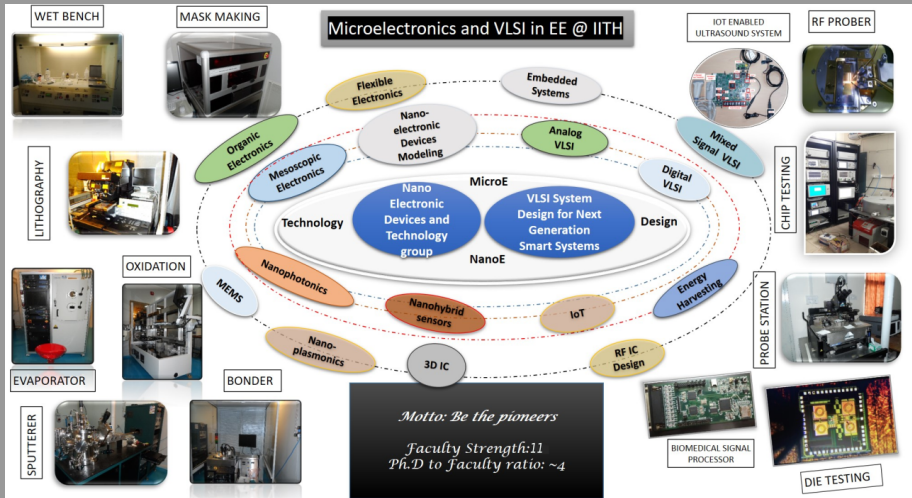 Microelectronics and VLSI in EE @ IITH
WET BENCH
MASK MAKING
IOT ENABLED
ULTRASOUND SYSTEM
RF PROBER
LITHOGRAPHY
CHIP TESTING
Flexible
Electronics
Embedded
Systems
Organic
Electronics
Nano-
electronic
Devices
Modeling
Analog
VLSI
Mixed
Signal VLSI
Mesoscopic
Electronics
Digital
VLSI
MicroE
Technology
Nano
Electronic
Devices and
Technology
group
VLSI System
Design for Next
Generation
Smart Systems
Design
NanoE
MEMS
Nanophotonics
Nanohybrid
sensors
IoT
Energy
Harvesting
Nano-
plasmonics
3D IC
RF IC
Design
OXIDATION
EVAPORATOR
BONDER
SPUTTERER
PROBE STATION
Motto: Be the pioneers
Faculty Strength:11
Ph.D to Faculty ratio: ~4
BIOMEDICAL SIGNAL
PROCESSOR
DIE TESTING